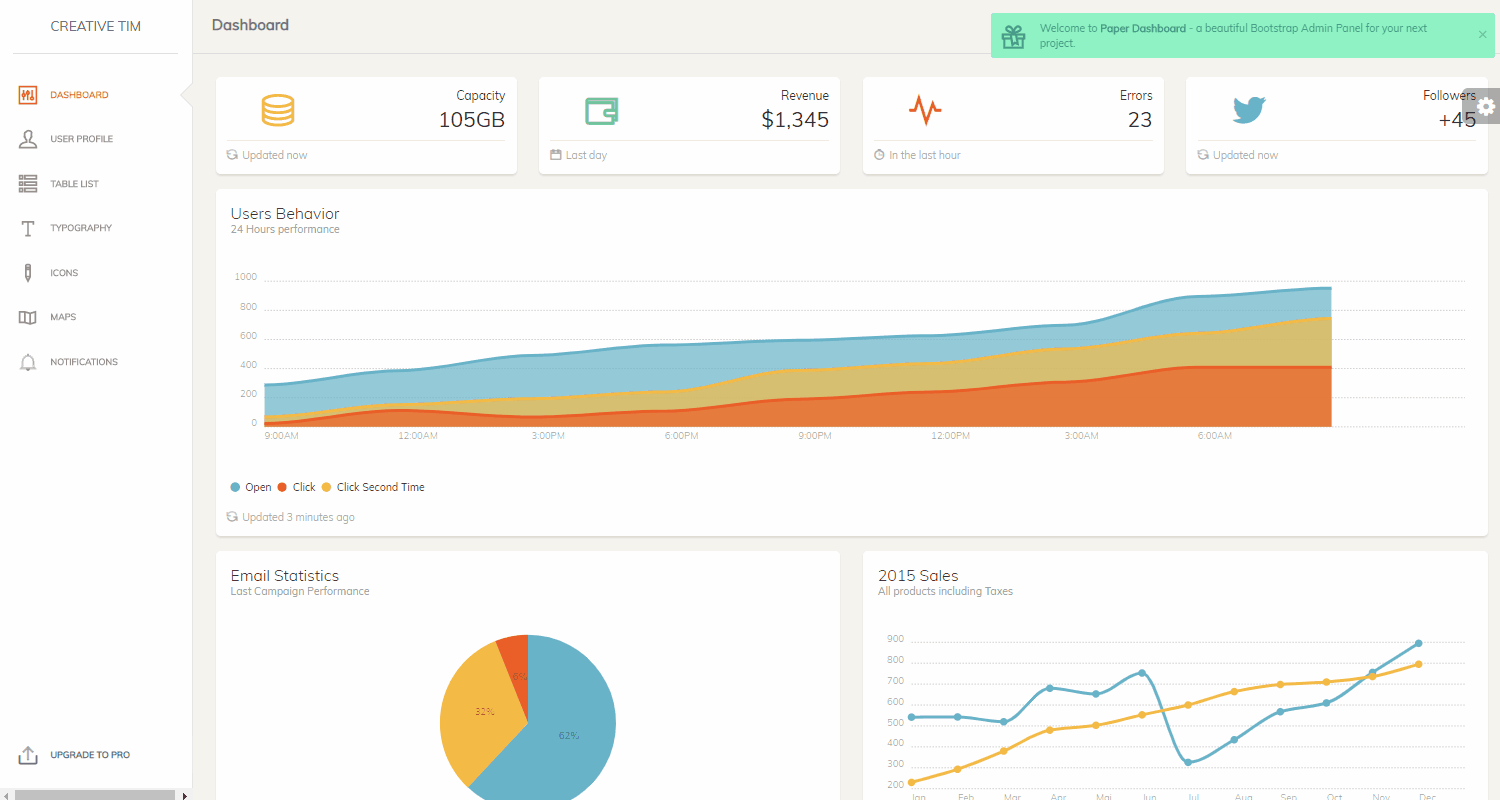 CREATIVE TIM
DASHBOARD
USER PROFILE
TABLE LIST
TYPOGRAPHY
ICONS
MAPS
NOTIFICATIONS
UPGRADE TO PRO
Dashboard
Welcome to Paper Dashboard - a beautiful Bootstrap Admin Panel for your next
project.
×
Capacity
105GB
Updated now
Revenue
$1,345
Last day
Errors
23
In the last hour
Followers
+45
Updated now
Users Behavior
24 Hours performance
1000
800
600
400
200
0
9:00AM 12:00AM 3:00PM 6:00PM 9:00PM 12:00PM 3:00AM 6:00AM
Open Click Click Second Time
Updated 3 minutes ago
Email Statistics
Last Campaign Performance
6%
32%
62%
2015 Sales
All products including Taxes
900
800
700
600
500
400
300
200
Jan Feb Mar Apr Mai Jun Jul Aug Sep Oct Nov Dec